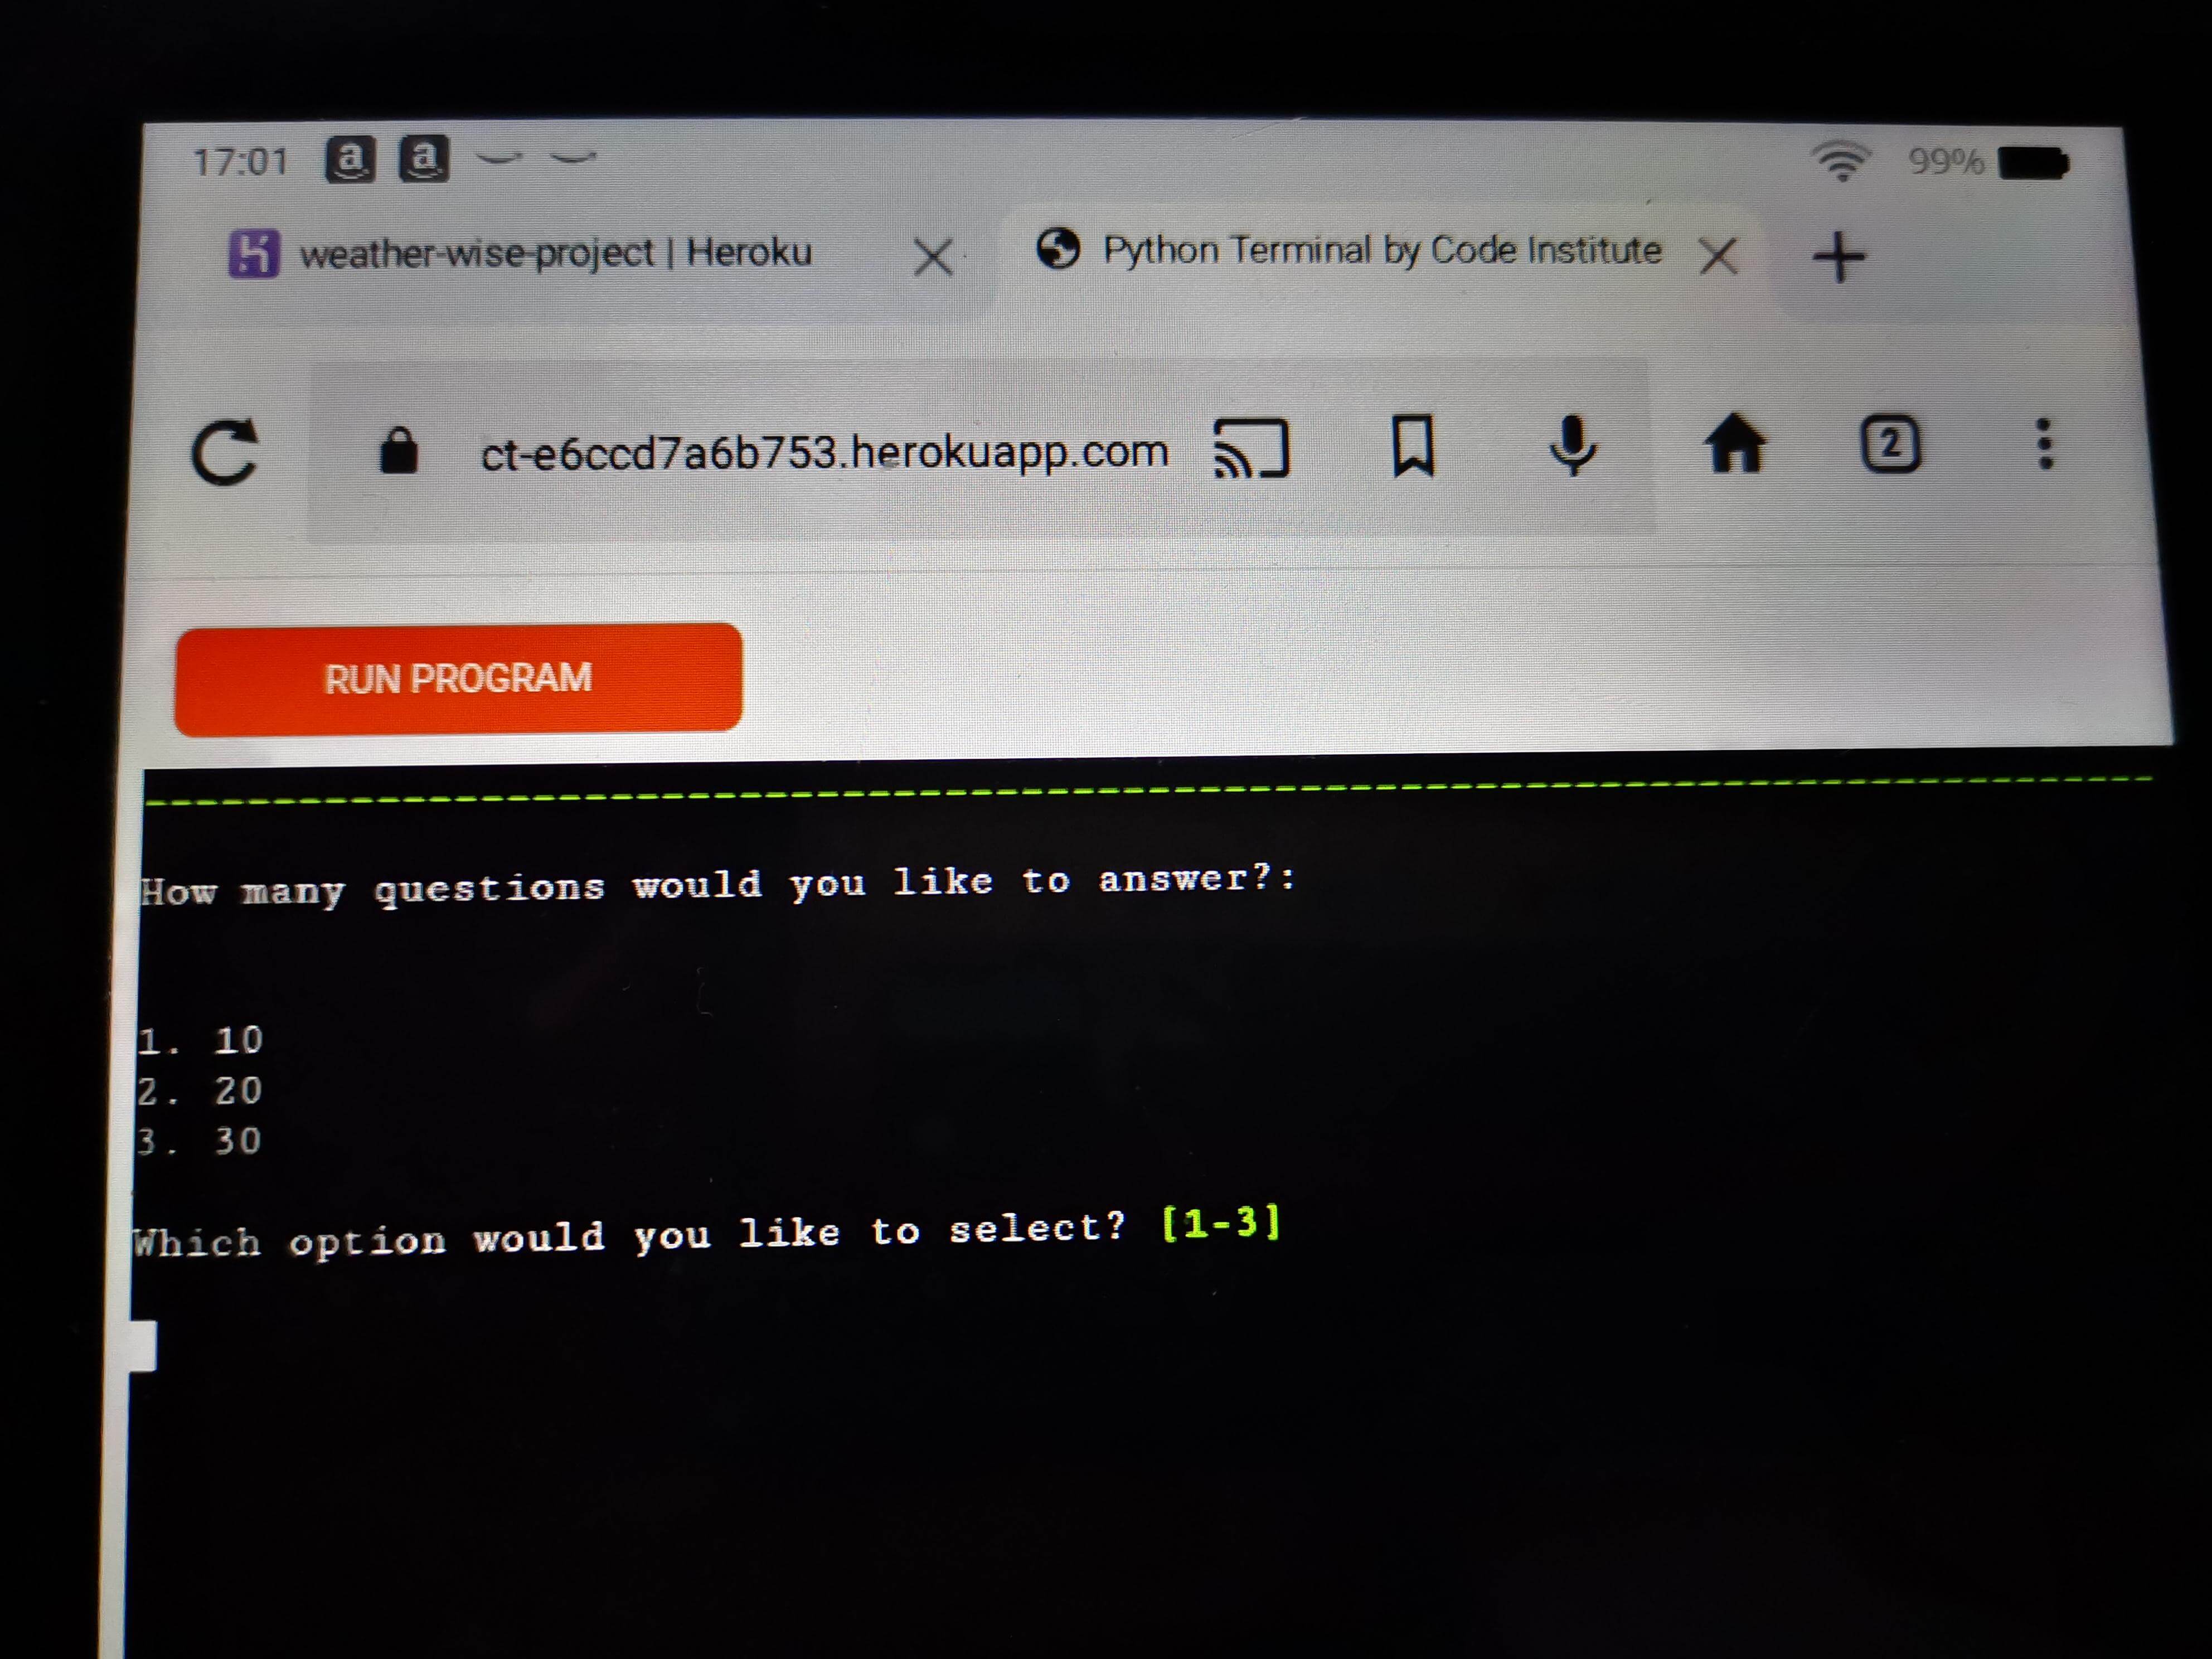 17:01 a a 99%
weather-wise-project | Heroku Python Terminal by Code Institute
ct-e6ccd7a6b753.herokuapp.com 2
RUN PROGRAM
How many questions would you like to answer?:
1. 10
2. 20
3. 30
Which option would you like to select? [1-3]